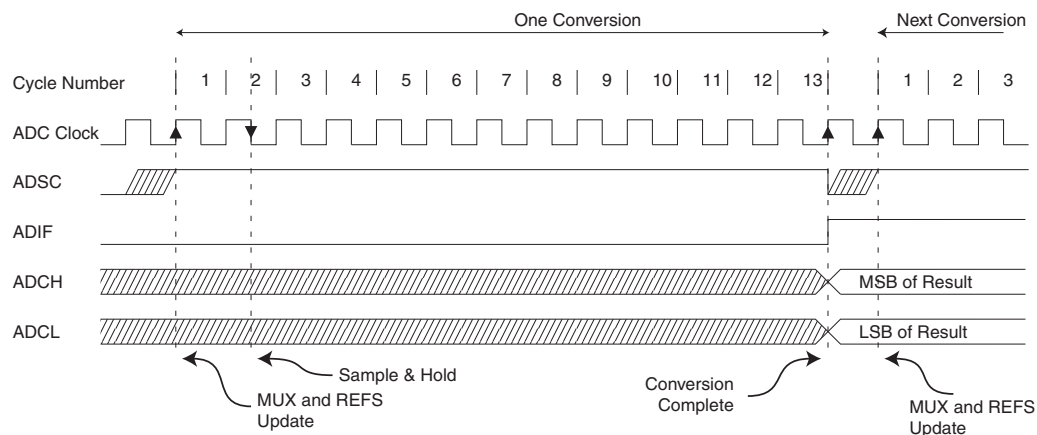 One Conversion
Next Conversion
Cycle Number
1 2 3 4 5 6 7 8 9 10 11 12 13 1 2 3
ADC Clock
ADSC
ADIF
ADCH
MSB of Result
ADCL
LSB of Result
Sample & Hold
MUX and REFS
Update
Conversion
Complete
MUX and REFS
Update